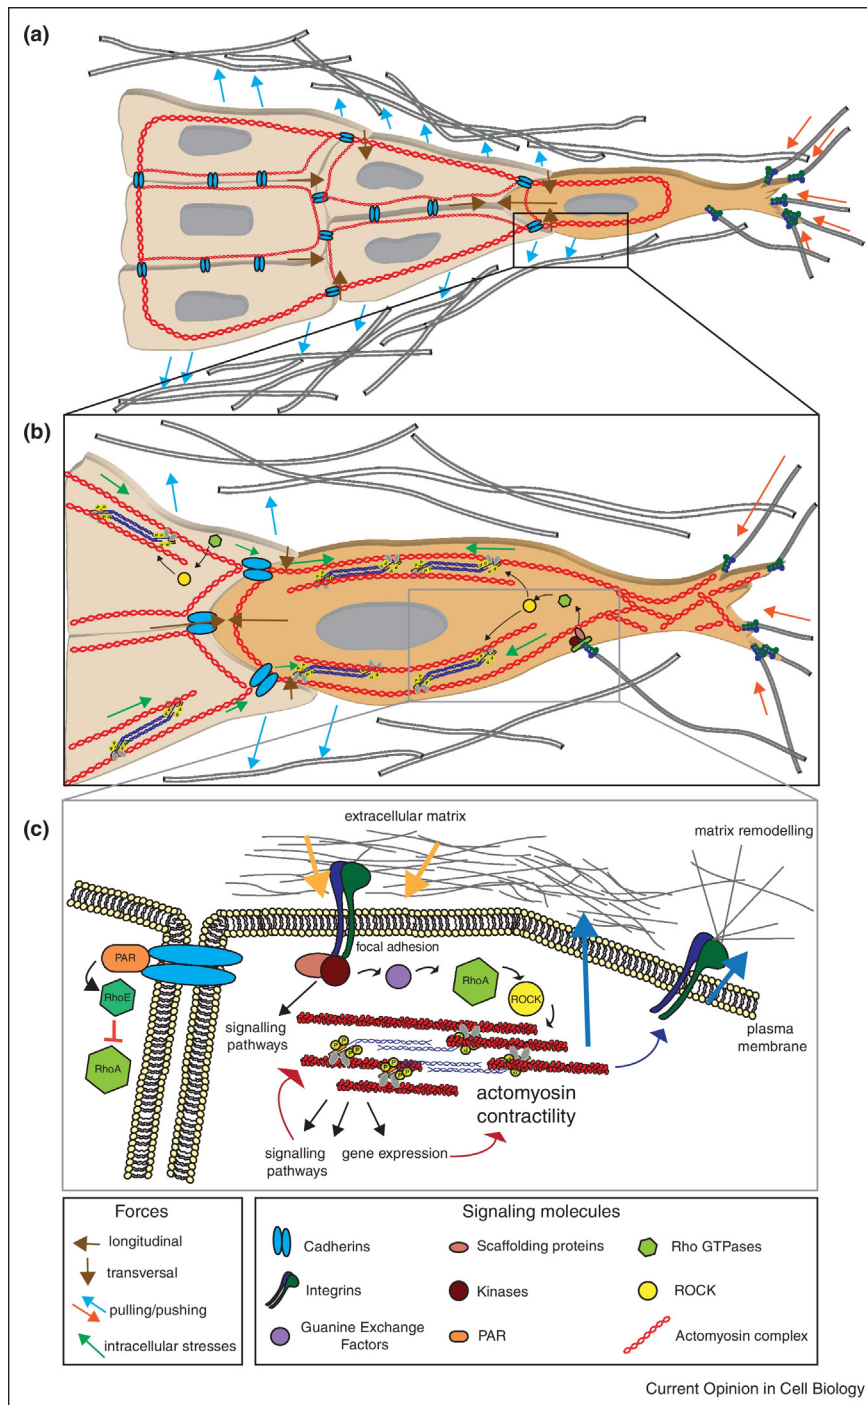 (a)
(b)
(c)
extracellular matrix
matrix remodelling
focal adhesion
PAR
RhoE
RhoA
RhoA
ROCK
signalling
pathways
plasma
membrane
P P P P P P P P
actomyosin
contractility
signalling
pathways
gene expression
Forces
longitudinal
transversal
pulling/pushing
intracellular stresses
Signaling molecules
Cadherins
Scaffolding proteins
Rho GTPases
Integrins
Kinases
ROCK
Guanine Exchange
Factors
PAR
Actomyosin complex
Current Opinion in Cell Biology